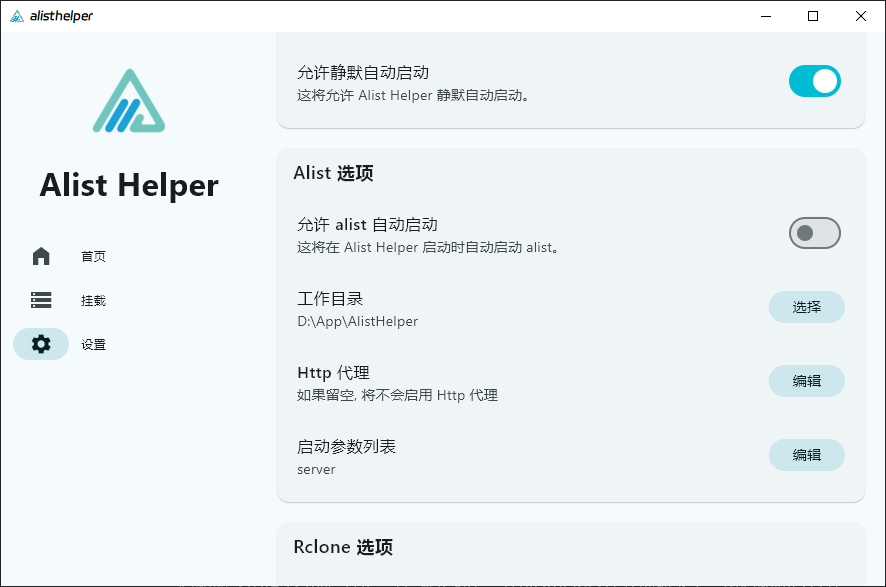 alisthelper
Alist Helper
首页
挂载
设置
允许静默自动启动
这将允许 Alist Helper 静默自动启动。
Alist 选项
允许 alist 自动启动
这将在 Alist Helper 启动时自动启动 alist。
工作目录
D:\App\AlistHelper
选择
Http 代理
如果留空, 将不会启用 Http 代理
编辑
启动参数列表
server
编辑
Rclone 选项